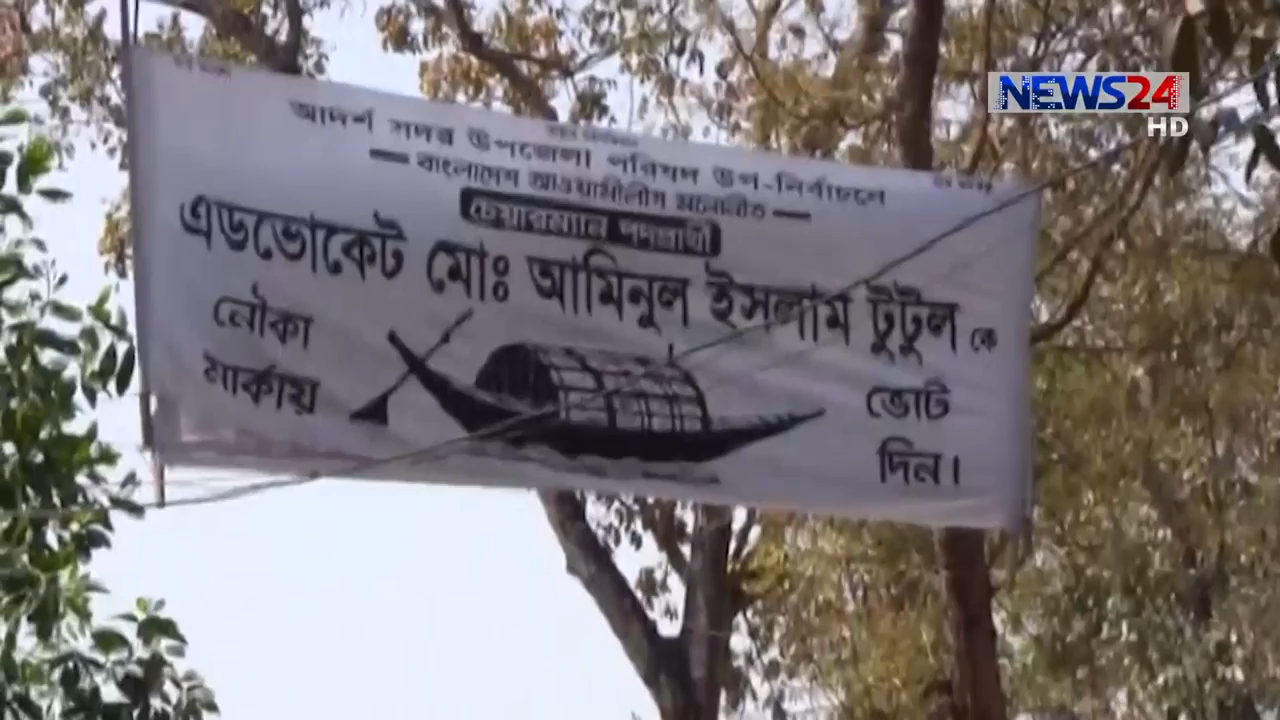 NEWS24
HD
আদর্শ সদর উপজেলা পরিষদ উপ-নির্বাচনে
বাংলাদেশ আওয়ামীলীগ মনোনীত
চেয়ারম্যান পদপ্রার্থী
এডভোকেট মোঃ আমিনুল ইসলাম টুটুল কে
নৌকা মার্কায়
ভোট দিন।